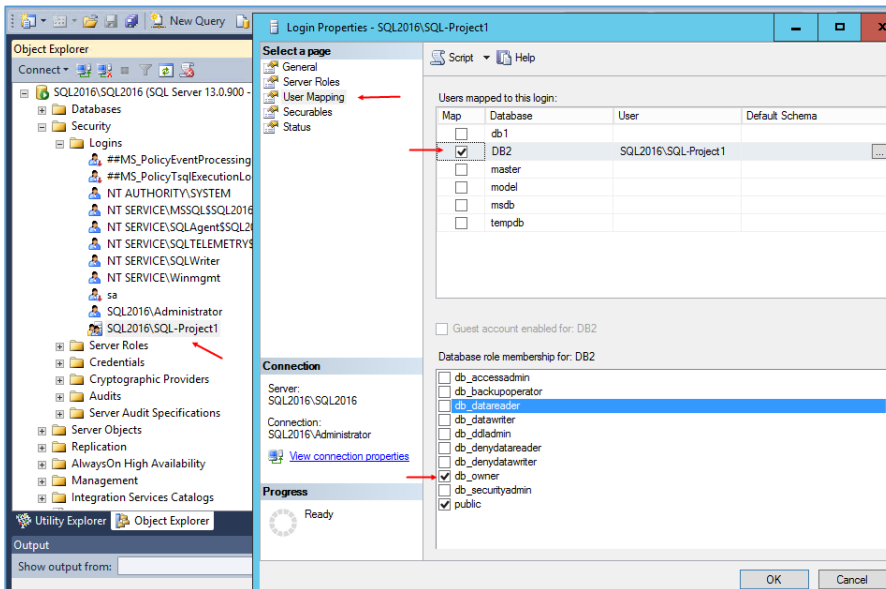 New Query
Object Explorer
Connect
SQL2016\SQL2016 (SQL Server 13.0.900 -
Databases
Security
Logins
##MS_PolicyEventProcessing
##MS_PolicyTsqlExecutionLo
NT AUTHORITY\SYSTEM
NT SERVICE\MSSQL$SQL2016
NT SERVICE\SQLAgent$SQL20
NT SERVICE\SQLTELEMETRY$
NT SERVICE\SQLWriter
NT SERVICE\Winmgmt
sa
SQL2016\Administrator
SQL2016\SQL-Project1
Server Roles
Credentials
Cryptographic Providers
Audits
Server Audit Specifications
Server Objects
Replication
AlwaysOn High Availability
Management
Integration Services Catalogs
Utility Explorer Object Explorer
Output
Show output from:
Login Properties - SQL2016\SQL-Project1
Select a page
General
Server Roles
User Mapping
Securables
Status
Connection
Server:
SQL2016\SQL2016
Connection:
SQL2016\Administrator
View connection properties
Progress
Ready
Script Help
Users mapped to this login:
Map Database User Default Schema
db1
DB2 SQL2016\SQL-Project1 ...
master
model
msdb
tempdb
Guest account enabled for: DB2
Database role membership for: DB2
db_accessadmin
db_backupoperator
db_datareader
db_datawriter
db_ddladmin
db_denydatareader
db_denydatawriter
db_owner
db_securityadmin
public
OK Cancel